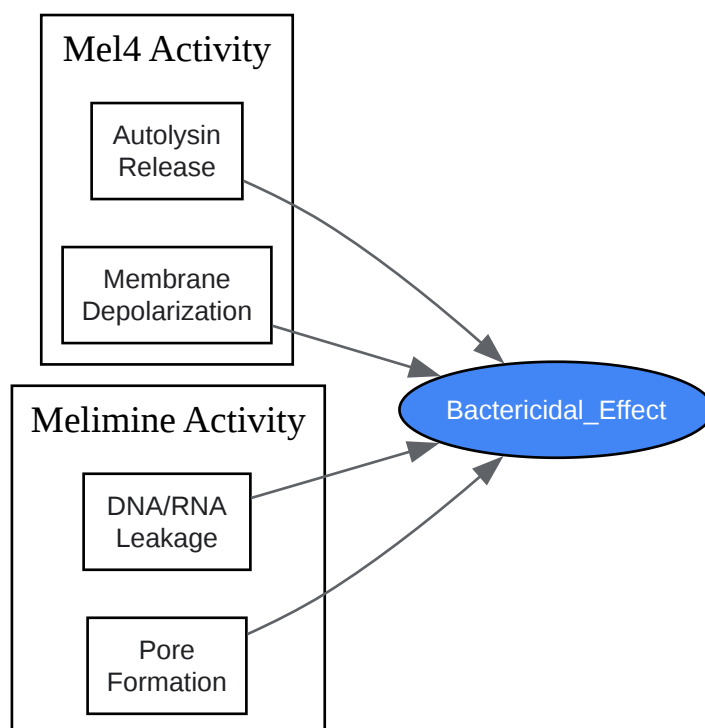 Mel4 Activity
Autolysin
Release
Membrane
Depolarization
Bactericidal_Effect
Melimine Activity
DNA/RNA
Leakage
Pore
Formation